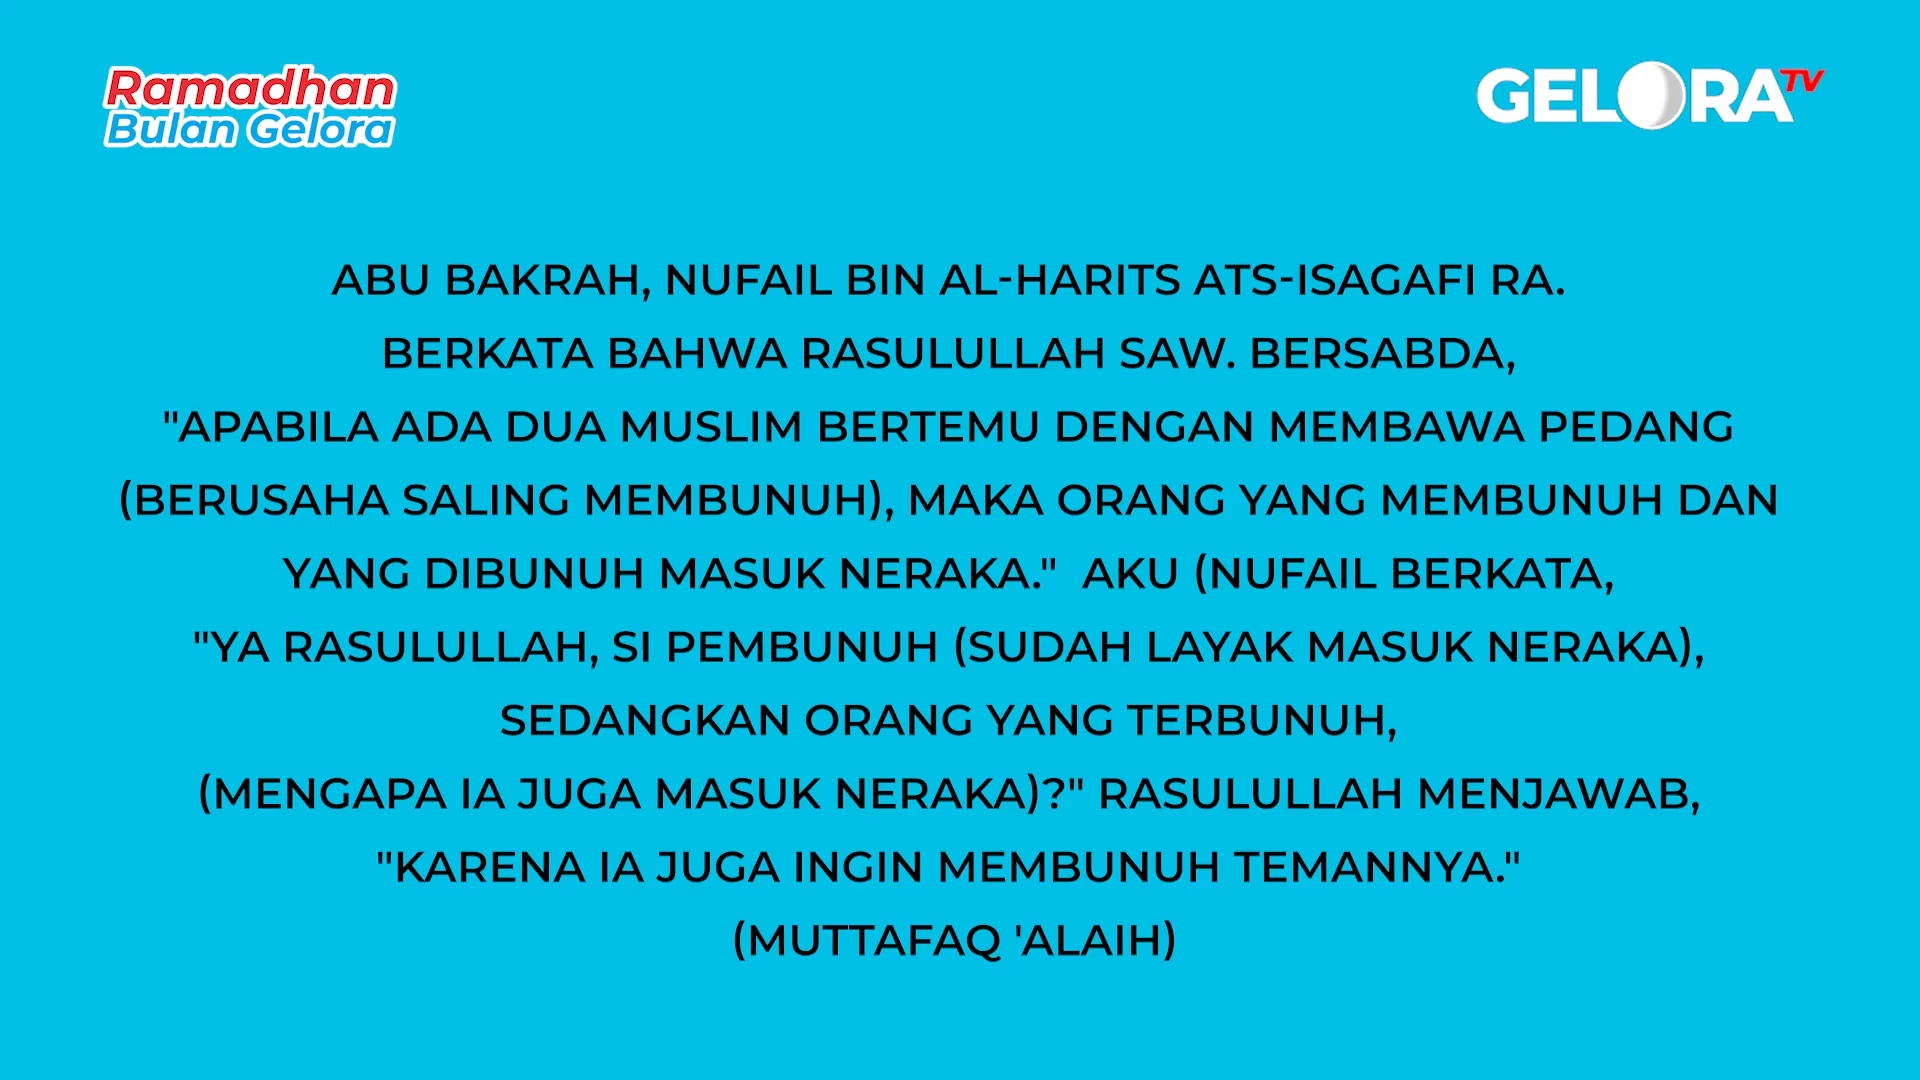 Ramadhan
Bulan Gelora
GELORA TV
ABU BAKRAH, NUFAIL BIN AL-HARITS ATS-ISAGAFI RA.
BERKATA BAHWA RASULULLAH SAW. BERSABDA,
"APABILA ADA DUA MUSLIM BERTEMU DENGAN MEMBAWA PEDANG
(BERUSAHA SALING MEMBUNUH), MAKA ORANG YANG MEMBUNUH DAN
YANG DIBUNUH MASUK NERAKA."  AKU (NUFAIL BERKATA,
"YA RASULULLAH, SI PEMBUNUH (SUDAH LAYAK MASUK NERAKA),
SEDANGKAN ORANG YANG TERBUNUH,
(MENGAPA IA JUGA MASUK NERAKA)?" RASULULLAH MENJAWAB,
"KARENA IA JUGA INGIN MEMBUNUH TEMANNYA."
(MUTTAFAQ 'ALAIH)